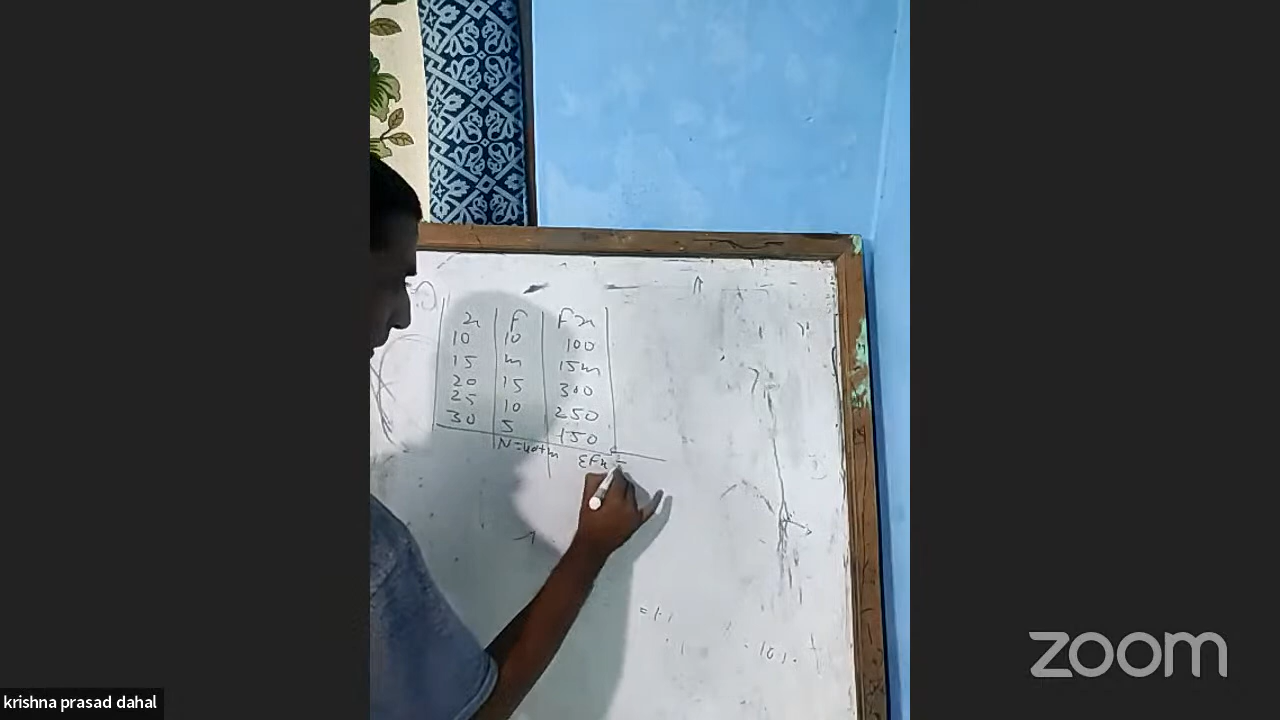 x f fx
10 10 100
15 m 15m
20 15 300
25 10 250
30 5 150
N=40+m Σfx=
zoom
krishna prasad dahal